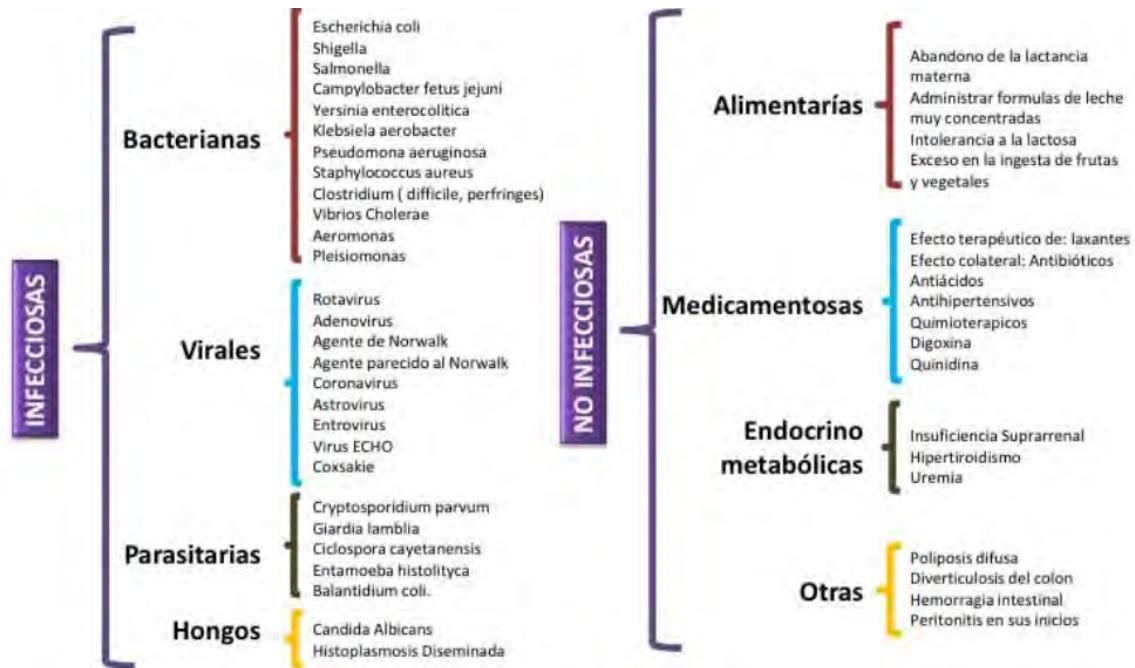 INFECCIOSAS
Bacterianas
Escherichia coli
Shigella
Salmonella
Campylobacter fetus jejuni
Yersinia enterocolitica
Klebsiela aerobacter
Pseudomona aeruginosa
Staphylococcus aureus
Clostridium ( difficile, perfringes)
Vibrios Cholerae
Aeromonas
Pleisiomonas
Virales
Rotavirus
Adenovirus
Agente de Norwalk
Agente parecido al Norwalk
Coronavirus
Astrovirus
Entrovirus
Virus ECHO
Coxsakie
Parasitarias
Cryptosporidium parvum
Giardia lamblia
Ciclospora cayetanensis
Entamoeba histolityca
Balantidium coli.
Hongos
Candida Albicans
Histoplasmosis Diseminada
NO INFECCIOSAS
Alimentarías
Abandono de la lactancia
materna
Administrar formulas de leche
muy concentradas
Intolerancia a la lactosa
Exceso en la ingesta de frutas
y vegetales
Medicamentosas
Efecto terapéutico de: laxantes
Efecto colateral: Antibióticos
Antiácidos
Antihipertensivos
Quimioterapicos
Digoxina
Quinidina
Endocrino
metabólicas
Insuficiencia Suprarrenal
Hipertiroidismo
Uremia
Otras
Poliposis difusa
Diverticulosis del colon
Hemorragia intestinal
Peritonitis en sus inicios